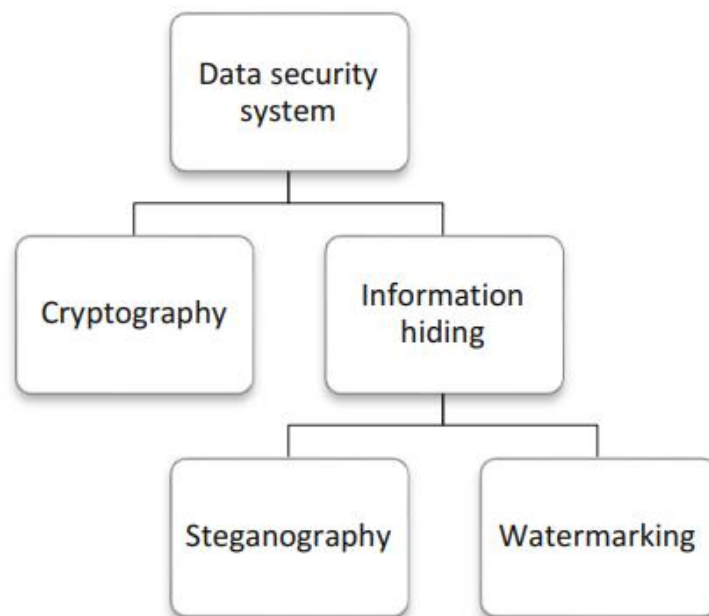 Data security
system
Cryptography
Information
hiding
Steganography
Watermarking